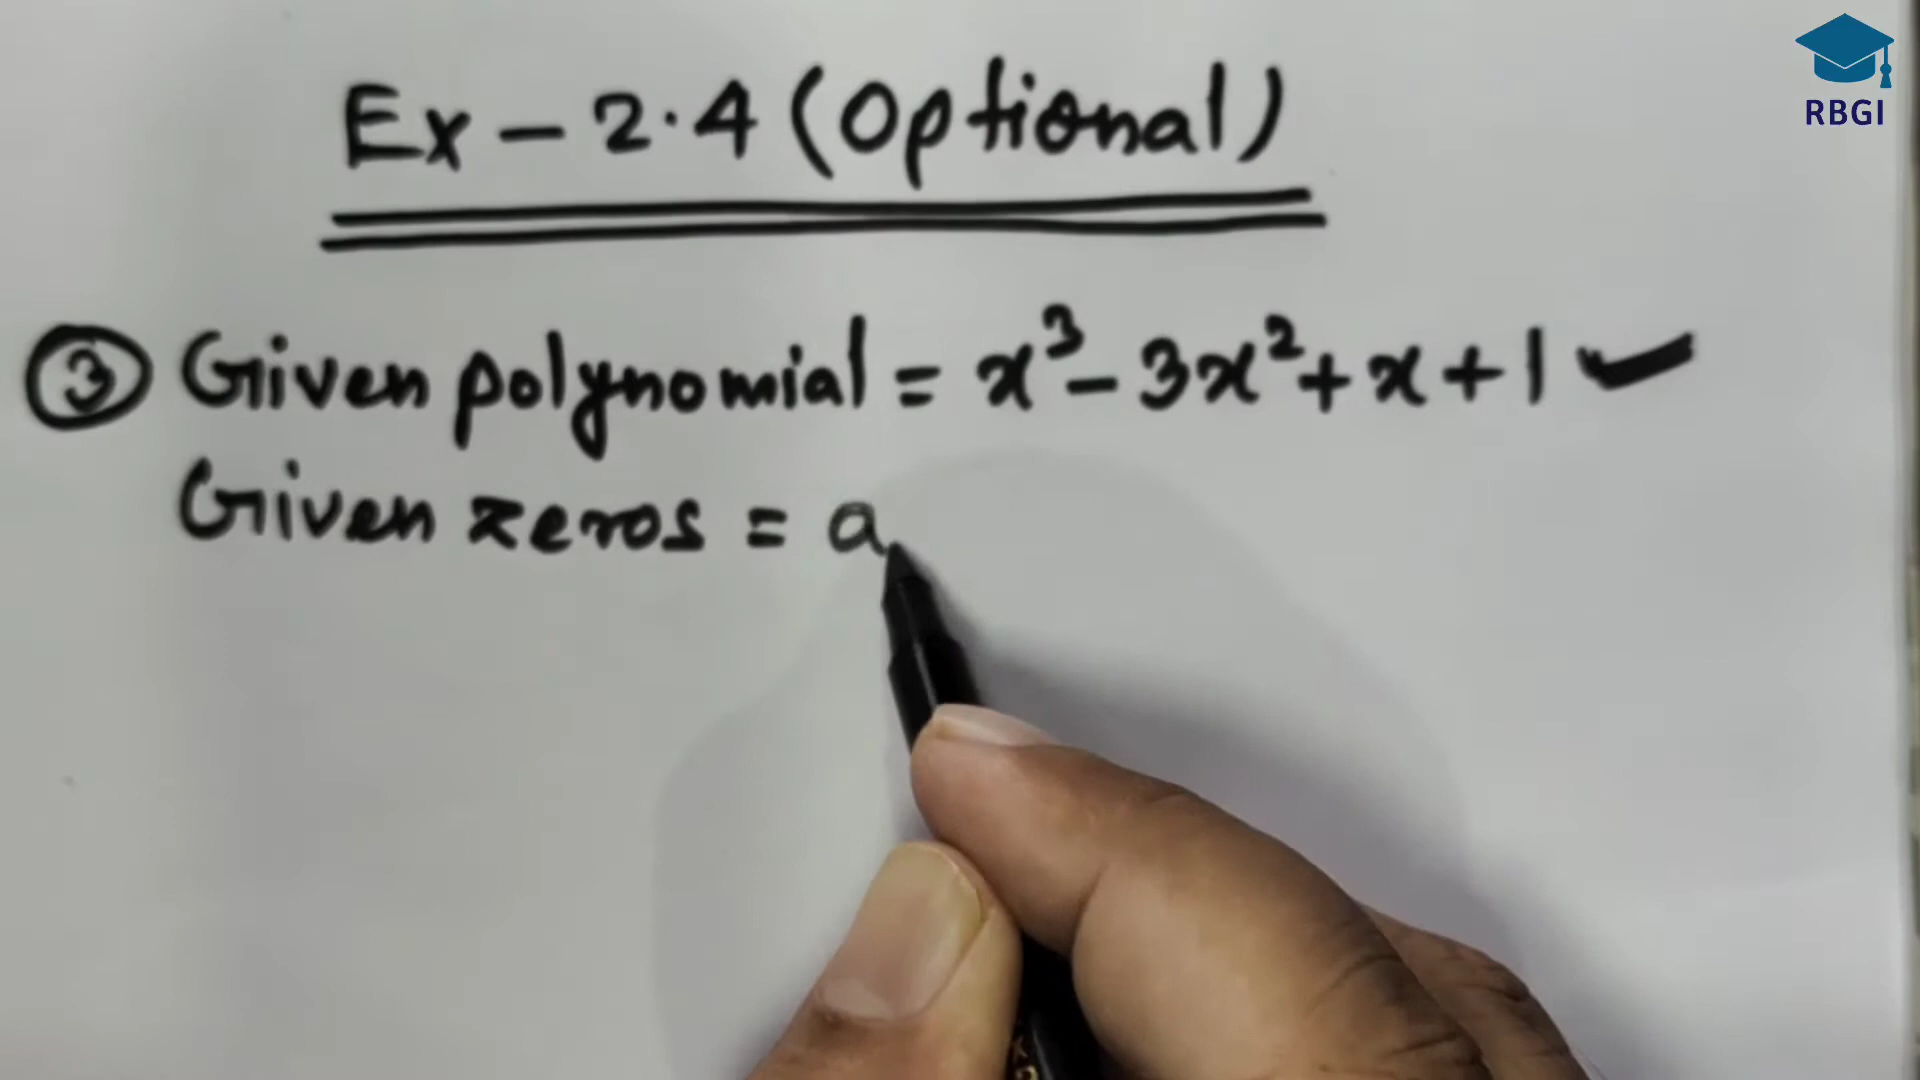 RBGI
Ex - 2.4 (Optional)
③ Given polynomial = x³ - 3x² + x + 1
Given zeros = a